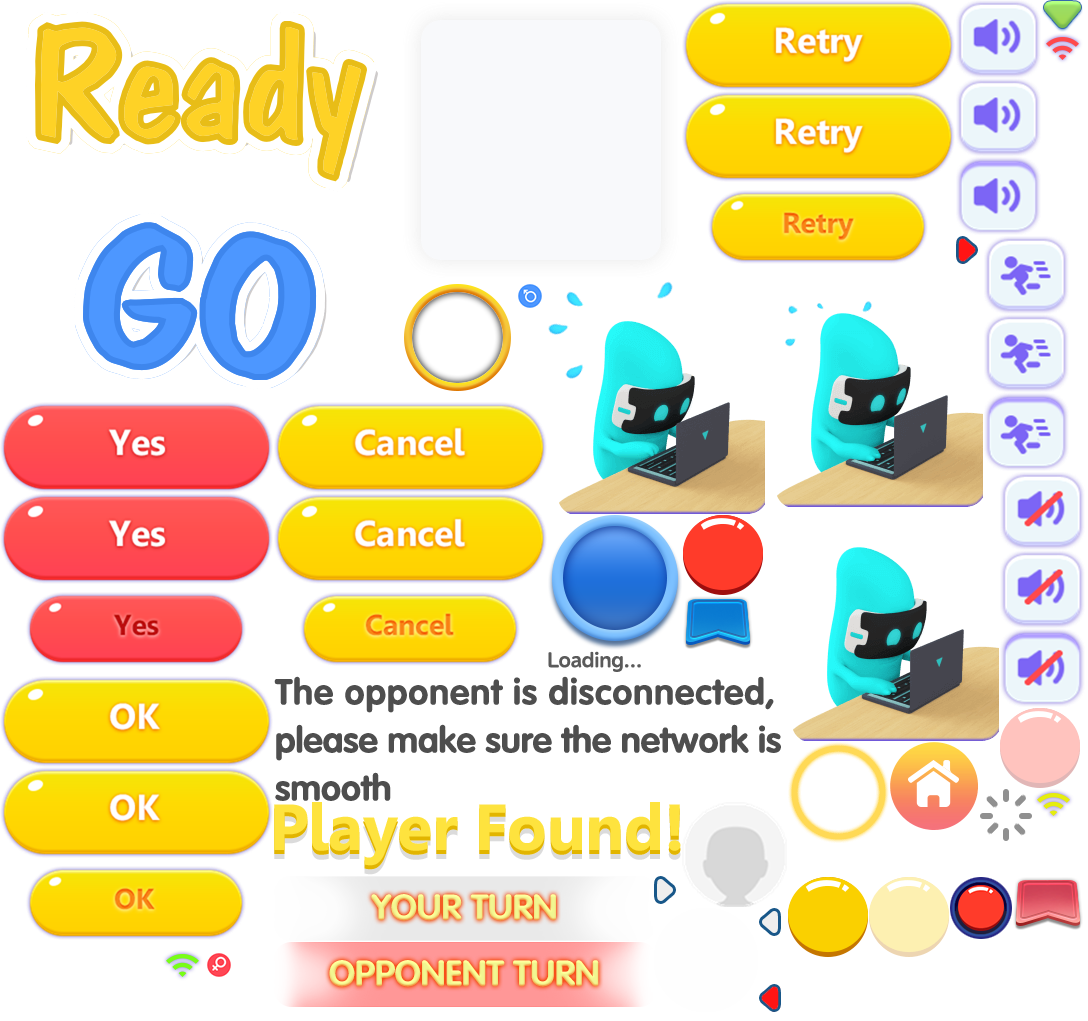 Ready
GO
Retry
Retry
Retry
Yes
Cancel
Yes
Cancel
Yes
Cancel
OK
OK
OK
Loading...
The opponent is disconnected,
please make sure the network is
smooth
Player Found!
YOUR TURN
OPPONENT TURN